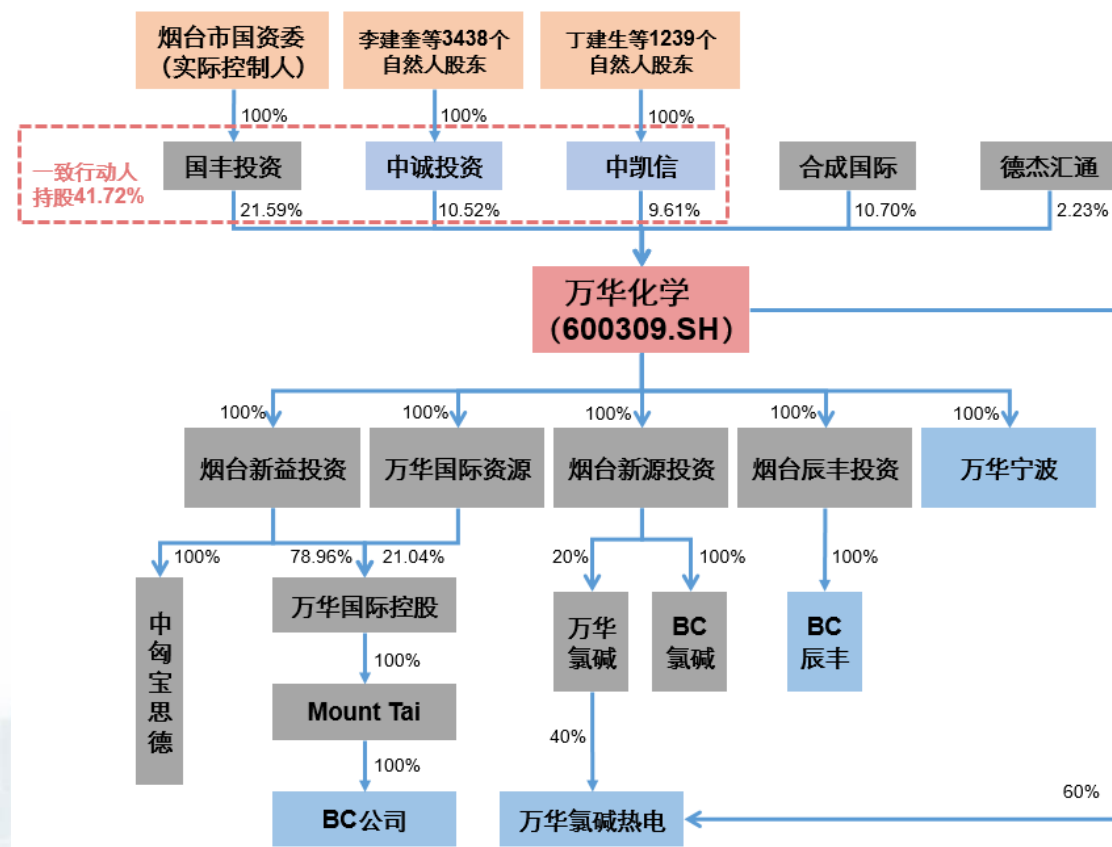 烟台市国资委
（实际控制人）
李建奎等3438个
自然人股东
丁建生等1239个
自然人股东
100%
100%
100%
一致行动人
持股41.72%
国丰投资
中诚投资
中凯信
合成国际
德杰汇通
21.59%
10.52%
9.61%
10.70%
2.23%
万华化学
（600309.SH）
100%
100%
100%
100%
100%
烟台新益投资
万华国际资源
烟台新源投资
烟台辰丰投资
万华宁波
100%
78.96%
21.04%
20%
100%
100%
中匈宝思德
万华国际控股
万华
氯碱
BC
氯碱
BC
辰丰
100%
Mount Tai
40%
100%
60%
BC公司
万华氯碱热电